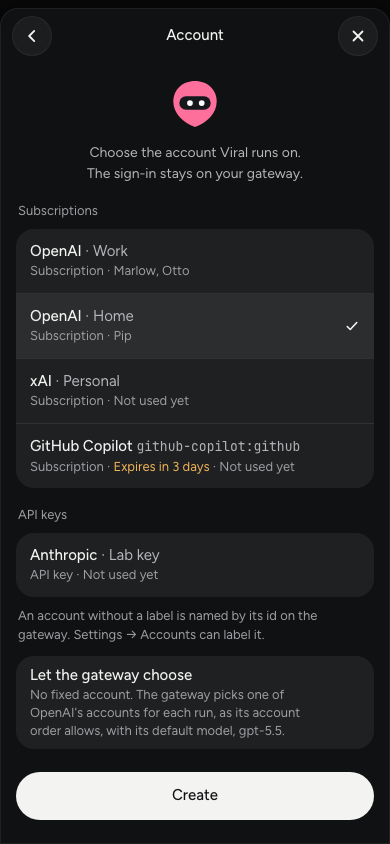 Account
Choose the account Viral runs on.
The sign-in stays on your gateway.
Subscriptions
OpenAI · Work
Subscription · Marlow, Otto
OpenAI · Home
Subscription · Pip
xAI · Personal
Subscription · Not used yet
GitHub Copilot github-copilot:github
Subscription · Expires in 3 days · Not used yet
API keys
Anthropic · Lab key
API key · Not used yet
An account without a label is named by its id on the
gateway. Settings → Accounts can label it.
Let the gateway choose
No fixed account. The gateway picks one of
OpenAI's accounts for each run, as its account
order allows, with its default model, gpt-5.5.
Create